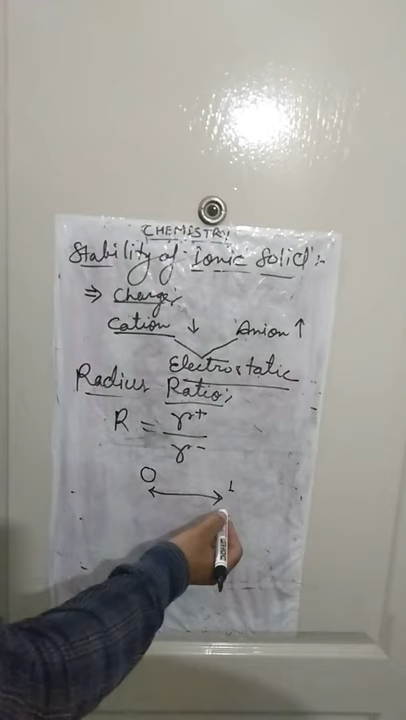 CHEMISTRY
Stability of Ionic Solid:-
⇒ Charge:
Cation ↓ Anion ↑
Electrostatic
Radius Ratio:
R = r+
r-
0 1